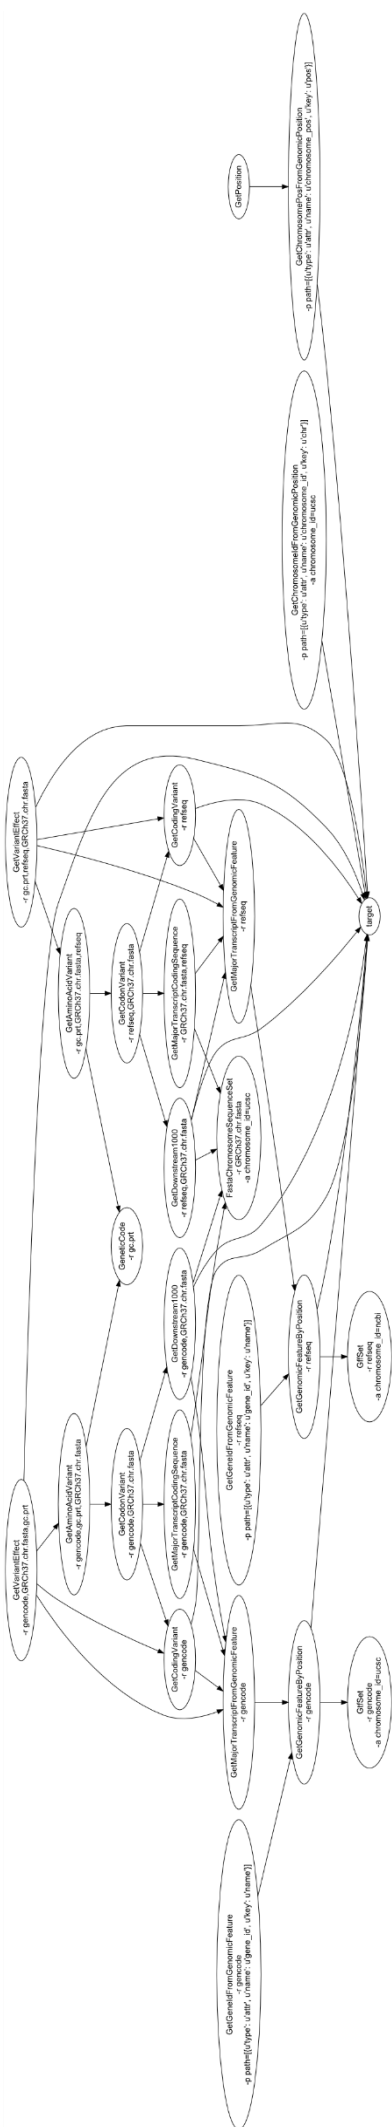 GetVariantEffect
-r gencode,GRCh37.chr.fasta,gc.prt
GetVariantEffect
-r gc.prt,refseq,GRCh37.chr.fasta
GetAminoAcidVariant
-r gencode,gc.prt,GRCh37.chr.fasta
GetAminoAcidVariant
-r gc.prt,GRCh37.chr.fasta,refseq
GetCodonVariant
-r gencode,GRCh37.chr.fasta
GeneticCode
-r gc.prt
GetCodonVariant
-r refseq,GRCh37.chr.fasta
GetCodingVariant
-r gencode
GetMajorTranscriptCodingSequence
-r gencode,GRCh37.chr.fasta
GetDownstream1000
-r gencode,GRCh37.chr.fasta
GetDownstream1000
-r refseq,GRCh37.chr.fasta
GetMajorTranscriptCodingSequence
-r GRCh37.chr.fasta,refseq
GetCodingVariant
-r refseq
GetGeneIdFromGenomicFeature
-r gencode
-p path=[{u'type': u'attr', u'name': u'gene_id', u'key': u'name'}]
GetMajorTranscriptFromGenomicFeature
-r gencode
GetGeneIdFromGenomicFeature
-r refseq
-p path=[{u'type': u'attr', u'name': u'gene_id', u'key': u'name'}]
FastaChromosomeSequenceSet
-r GRCh37.chr.fasta
-a chromosome_id=ucsc
GetMajorTranscriptFromGenomicFeature
-r refseq
GetPosition
GetGenomicFeatureByPosition
-r gencode
GetGenomicFeatureByPosition
-r refseq
GetChromosomeIdFromGenomicPosition
-p path=[{u'type': u'attr', u'name': u'chromosome_id', u'key': u'chr'}]
-a chromosome_id=ucsc
GetChromosomePosFromGenomicPosition
-p path=[{u'type': u'attr', u'name': u'chromosome_pos', u'key': u'pos'}]
GtfSet
-r gencode
-a chromosome_id=ucsc
GffSet
-r refseq
-a chromosome_id=ncbi
target